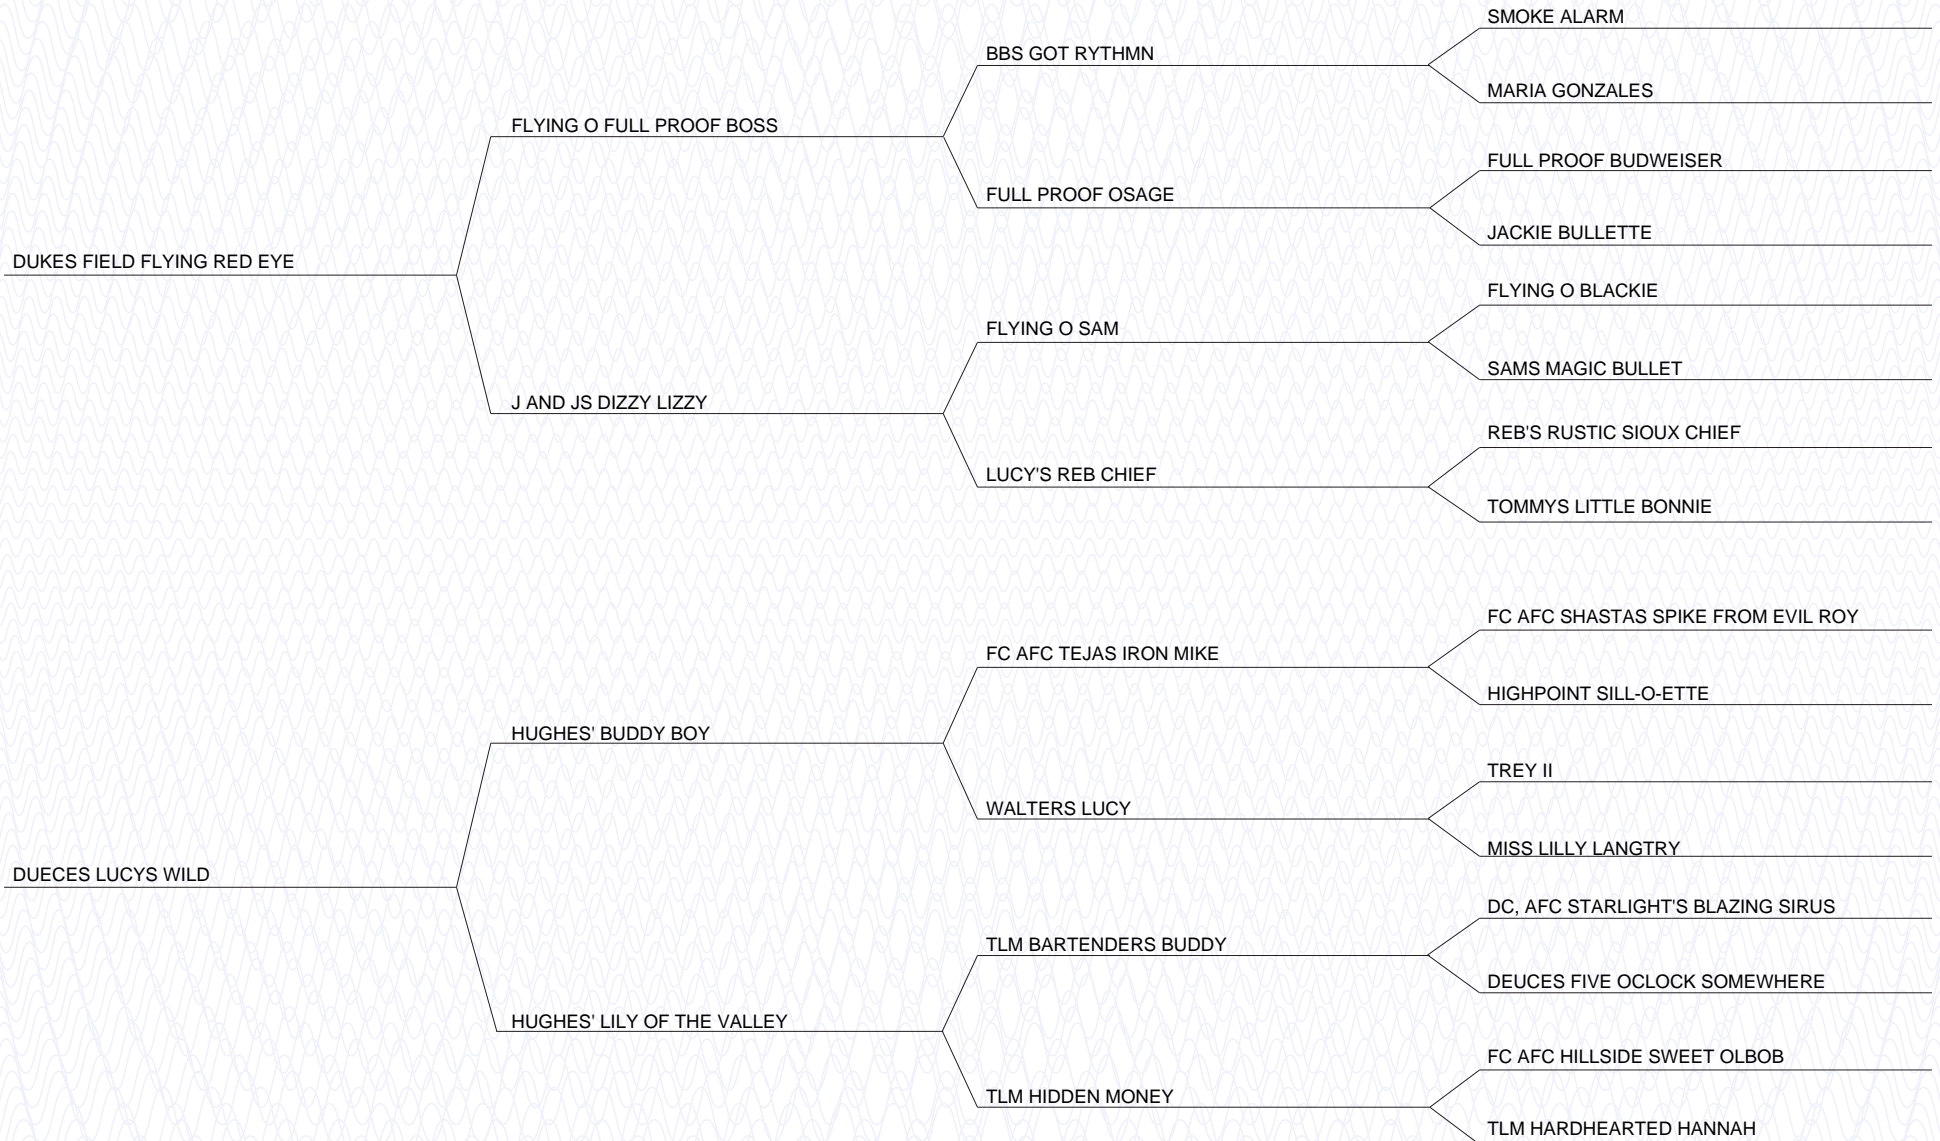 SMOKE ALARM
BBS GOT RYTHMN
MARIA GONZALES
FLYING O FULL PROOF BOSS
FULL PROOF BUDWEISER
FULL PROOF OSAGE
JACKIE BULLETTE
DUKES FIELD FLYING RED EYE
FLYING O BLACKIE
FLYING O SAM
SAMS MAGIC BULLET
J AND JS DIZZY LIZZY
REB'S RUSTIC SIOUX CHIEF
LUCY'S REB CHIEF
TOMMYS LITTLE BONNIE
FC AFC SHASTAS SPIKE FROM EVIL ROY
FC AFC TEJAS IRON MIKE
HIGHPOINT SILL-O-ETTE
HUGHES' BUDDY BOY
TREY II
WALTERS LUCY
MISS LILLY LANGTRY
DUECES LUCYS WILD
DC, AFC STARLIGHT'S BLAZING SIRUS
TLM BARTENDERS BUDDY
DEUCES FIVE OCLOCK SOMEWHERE
HUGHES' LILY OF THE VALLEY
FC AFC HILLSIDE SWEET OLBOB
TLM HIDDEN MONEY
TLM HARDHEARTED HANNAH